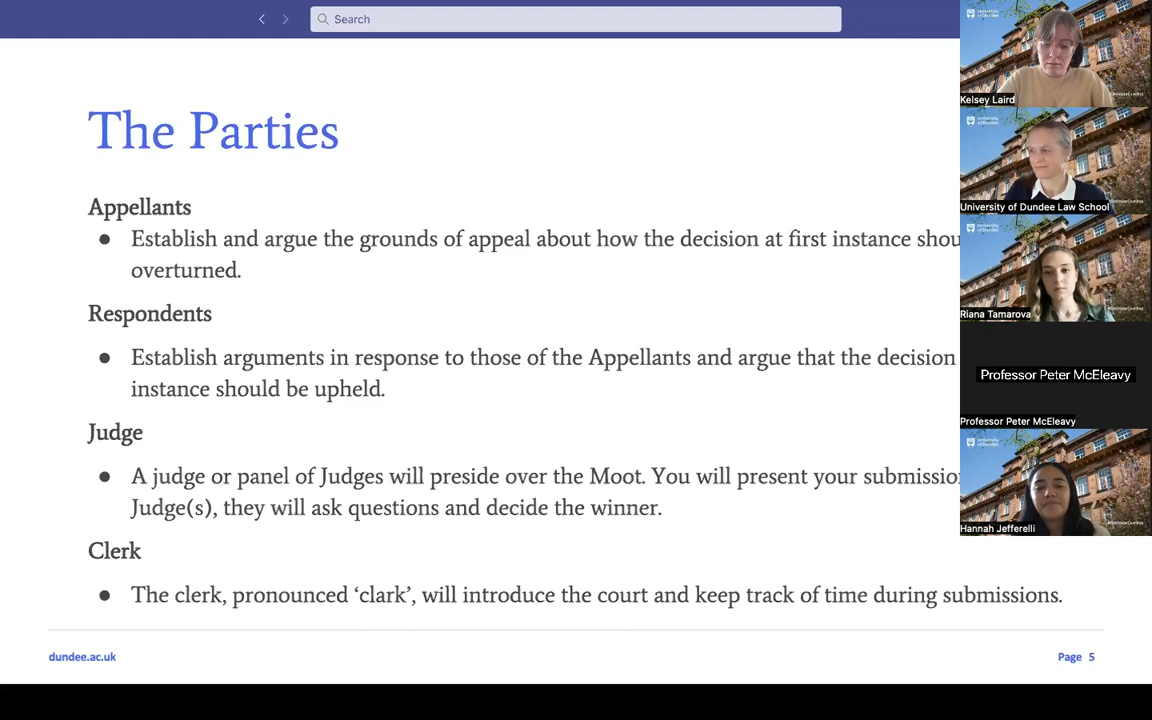 Search
The Parties
Appellants
● Establish and argue the grounds of appeal about how the decision at first instance
overturned.
Respondents
● Establish arguments in response to those of the Appellants and argue that the decision
instance should be upheld.
Judge
● A judge or panel of Judges will preside over the Moot. You will present your
Judge(s), they will ask questions and decide the winner.
Clerk
● The clerk, pronounced ‘clark’, will introduce the court and keep track of time during submissions.
dundee.ac.uk
Page 5
Kelsey Laird
University of Dundee Law School
Riana Tamarova
Professor Peter McEleavy
Professor Peter McEleavy
Hannah Jefferelli